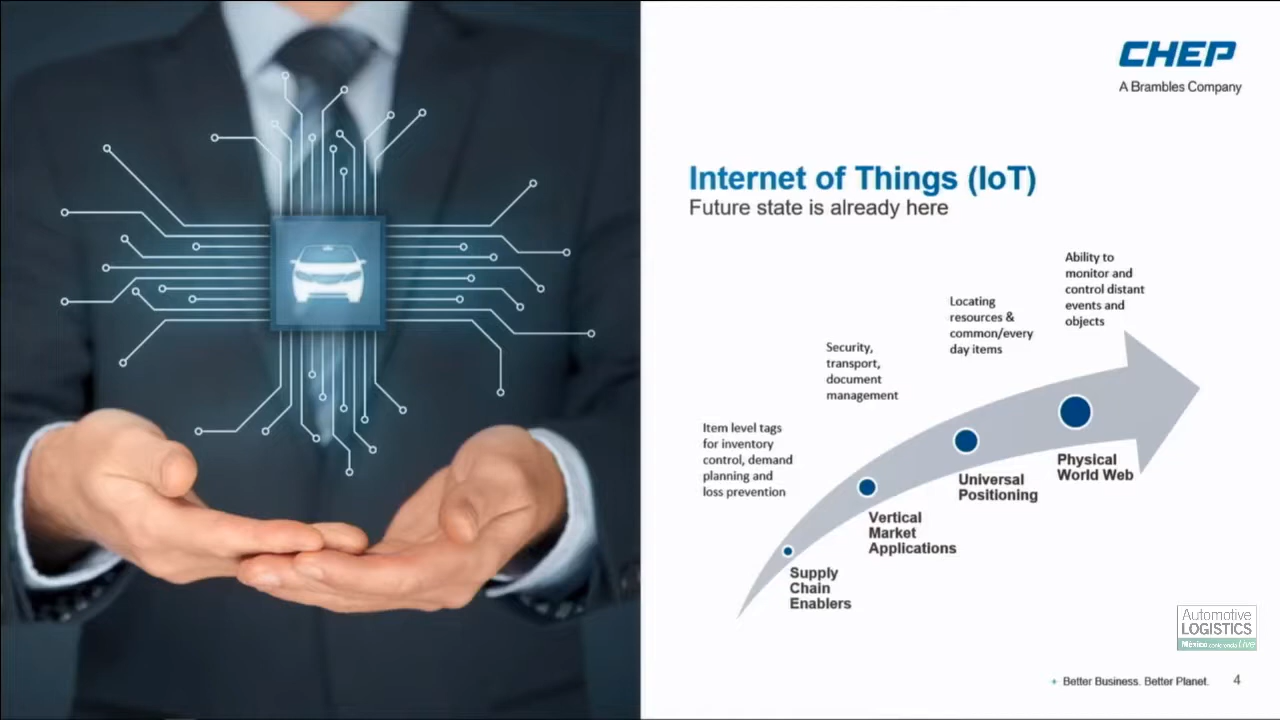 CHEP
A Brambles Company
Internet of Things (IoT)
Future state is already here
Ability to
monitor and
control distant
events and
objects
Locating
resources &
common/every
day items
Security,
transport,
document
management
Item level tags
for inventory
control, demand
planning and
loss prevention
Physical
World Web
Universal
Positioning
Vertical
Market
Applications
Supply
Chain
Enablers
Automotive
LOGISTICS
México Live
+ Better Business. Better Planet.
4